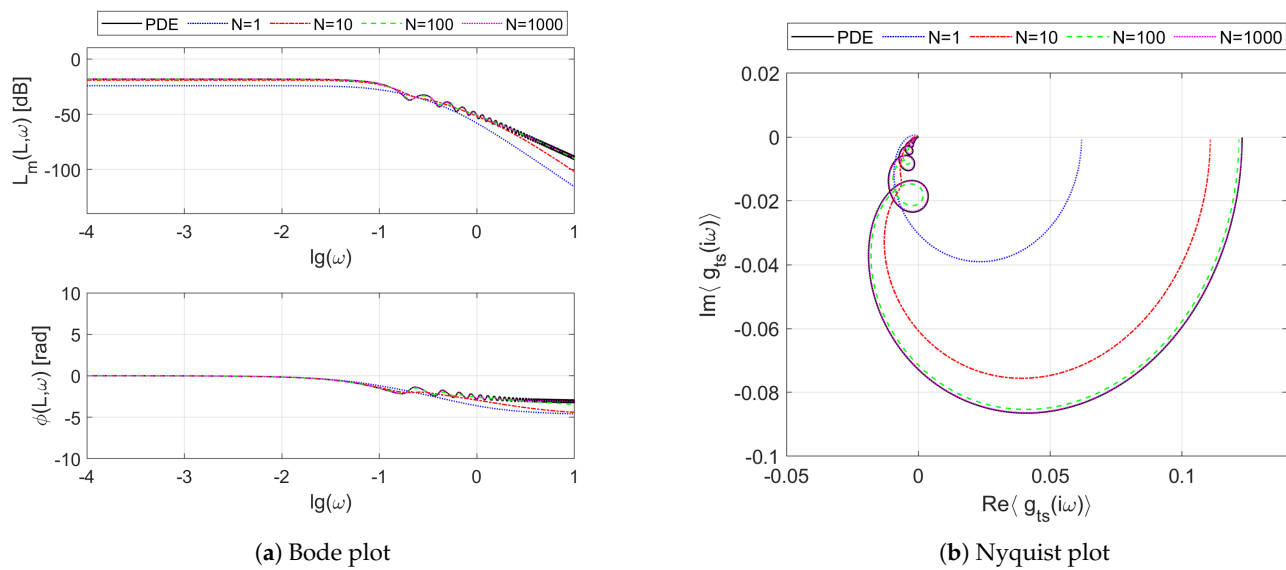 PDE N=1 N=10 N=100 N=1000
0
-50
-100
L_m(L,ω) [dB]
-4 -3 -2 -1 0 1
lg(ω)
10
5
0
-5
-10
ϕ(L,ω) [rad]
-4 -3 -2 -1 0 1
lg(ω)
(a) Bode plot
PDE N=1 N=10 N=100 N=1000
0.02
0
-0.02
-0.04
-0.06
-0.08
-0.1
Im⟨ g_ts(iω)⟩
-0.05 0 0.05 0.1
Re⟨ g_ts(iω)⟩
(b) Nyquist plot